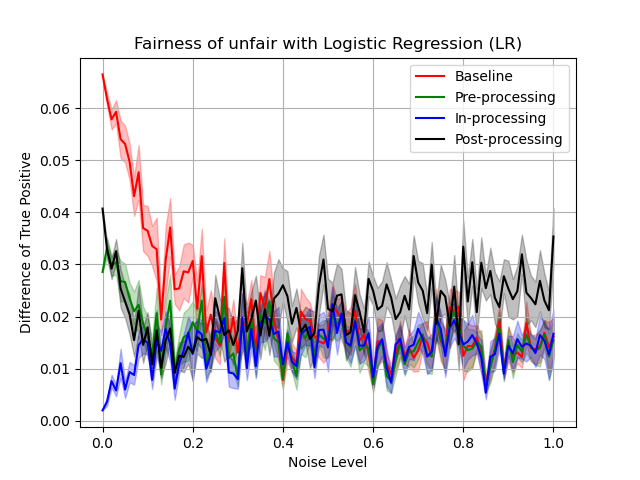 Fairness of unfair with Logistic Regression (LR)
Baseline
Pre-processing
In-processing
Post-processing
0.06
0.05
0.04
0.03
0.02
0.01
0.00
Difference of True Positive
0.0 0.2 0.4 0.6 0.8 1.0
Noise Level